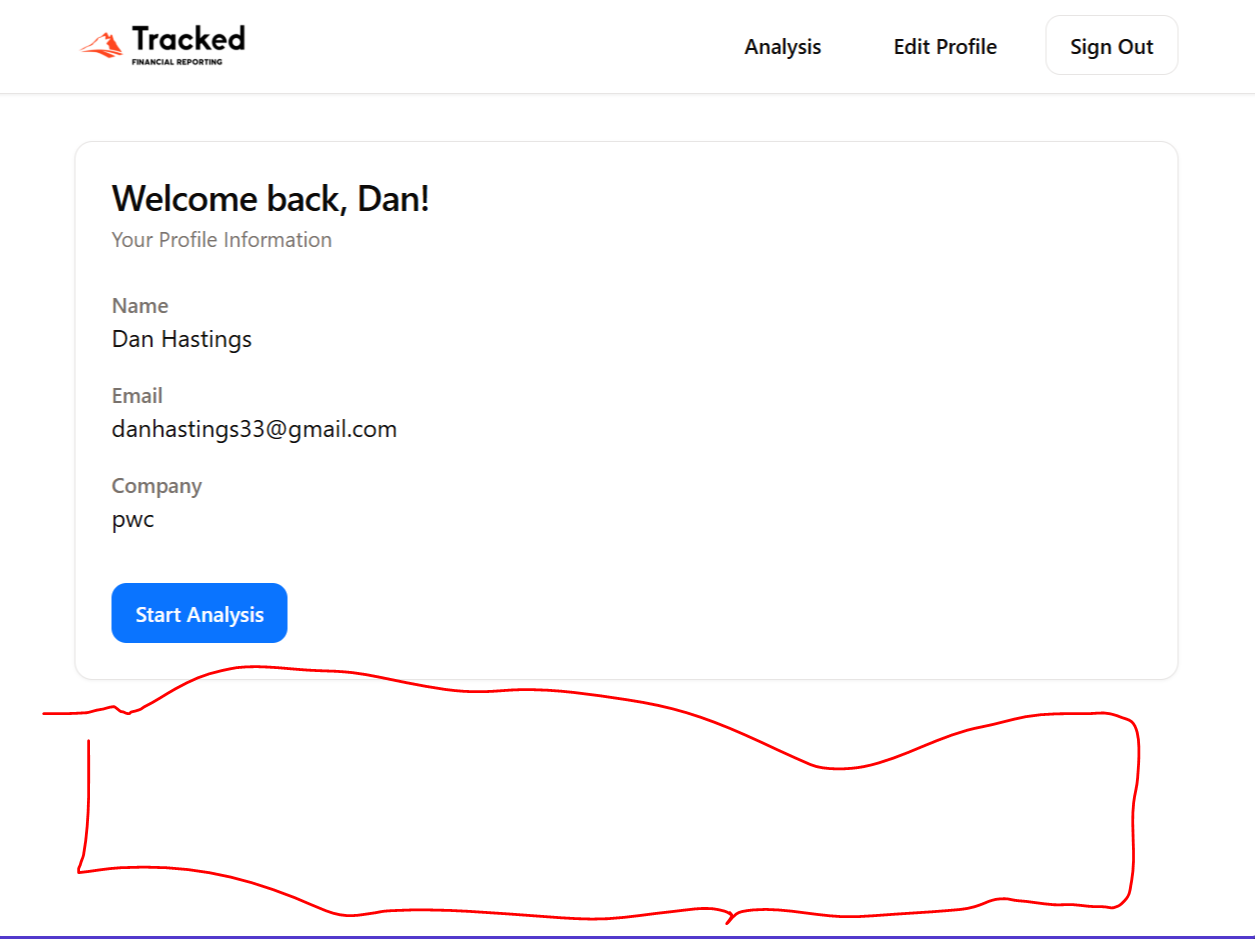 Tracked
FINANCIAL REPORTING
Analysis
Edit Profile
Sign Out
Welcome back, Dan!
Your Profile Information
Name
Dan Hastings
Email
danhastings33@gmail.com
Company
pwc
Start Analysis